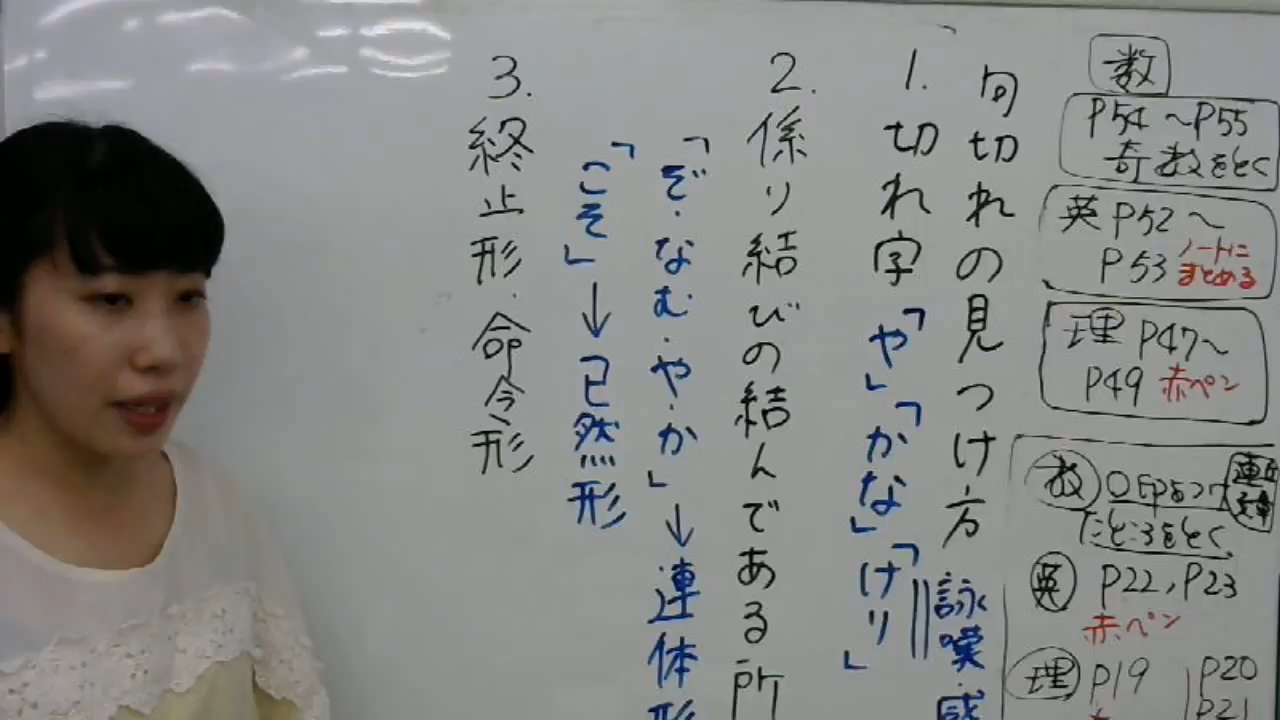 句切れの見つけ方
1.切れ字「や」「かな」「けり」
詠嘆・感
2.係り結びの結んである所
「ぞ・なむ・や・か」→連体形
「こそ」→已然形
3.終止形・命令形
数
P54〜P55
奇数をとく
英 P52〜
P53 ノートに
まとめる
理 P47〜
P49 赤ペン
数 〇印をつけ
たところをとく
英 P22,P23
赤ペン
理 P19
P20
P21